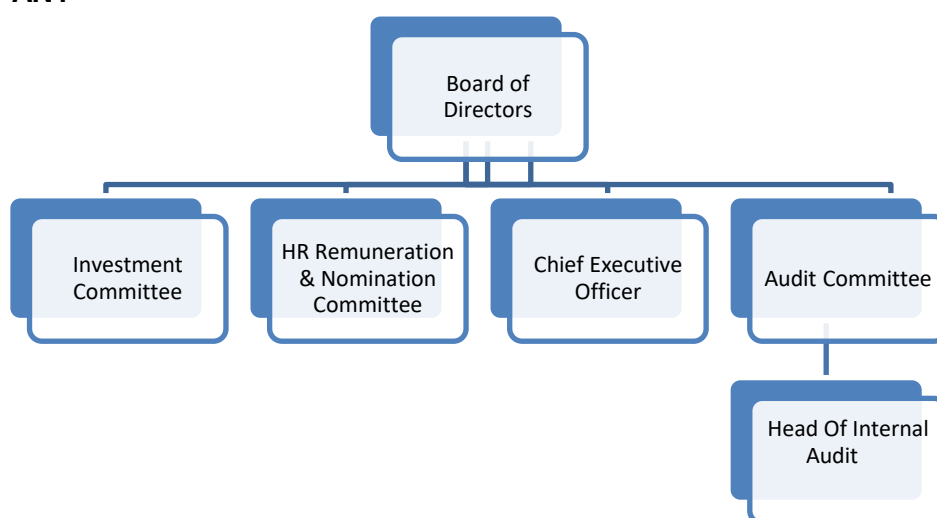 Board of
Directors
Investment
Committee
HR Remuneration
& Nomination
Committee
Chief Executive
Officer
Audit Committee
Head Of Internal
Audit